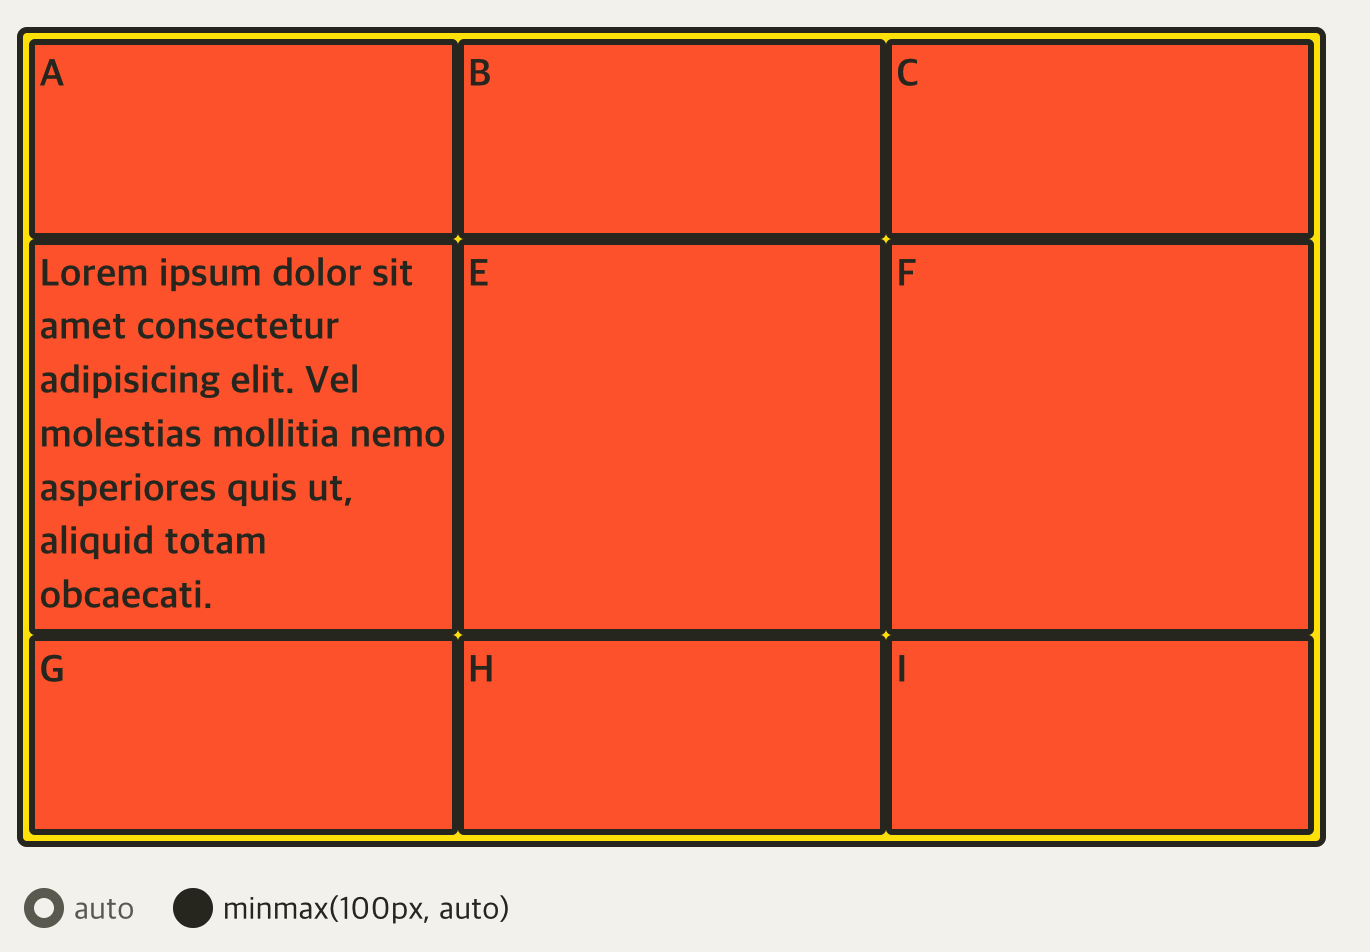 A
B
C
Lorem ipsum dolor sit
amet consectetur
adipisicing elit. Vel
molestias mollitia nemo
asperiores quis ut,
aliquid totam
obcaecati.
E
F
G
H
I
auto
minmax(100px, auto)